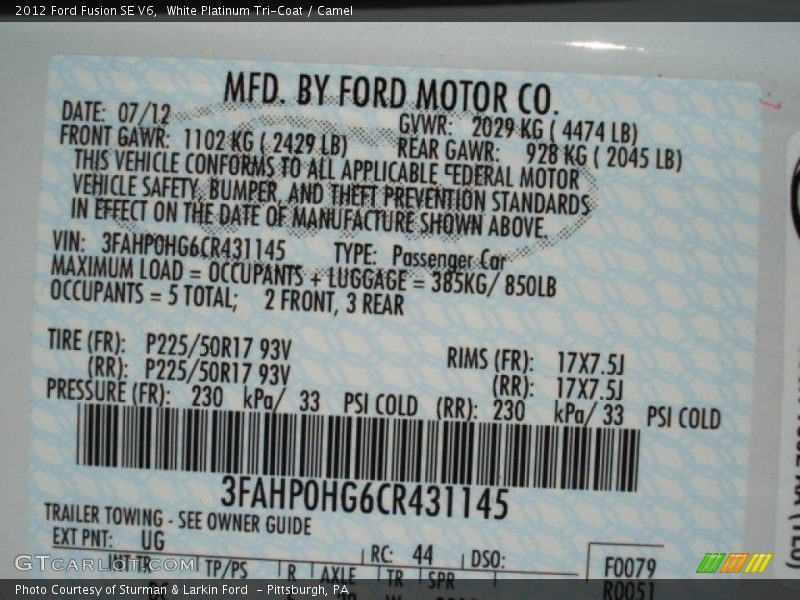 2012 Ford Fusion SE V6,  White Platinum Tri-Coat / Camel
MFD. BY FORD MOTOR CO.
DATE: 07/12 GVWR: 2029 KG ( 4474 LB)
FRONT GAWR: 1102 KG ( 2429 LB) REAR GAWR: 928 KG ( 2045 LB)
THIS VEHICLE CONFORMS TO ALL APPLICABLE FEDERAL MOTOR
VEHICLE SAFETY, BUMPER, AND THEFT PREVENTION STANDARDS
IN EFFECT ON THE DATE OF MANUFACTURE SHOWN ABOVE.
VIN: 3FAHP0HG6CR431145 TYPE: Passenger Car
MAXIMUM LOAD = OCCUPANTS + LUGGAGE = 385KG/ 850LB
OCCUPANTS = 5 TOTAL; 2 FRONT, 3 REAR
TIRE (FR): P225/50R17 93V RIMS (FR): 17X7.5J
(RR): P225/50R17 93V (RR): 17X7.5J
PRESSURE (FR): 230 kPa/ 33 PSI COLD (RR): 230 kPa/ 33 PSI COLD
3FAHP0HG6CR431145
TRAILER TOWING - SEE OWNER GUIDE
EXT PNT: UG RC: 44 DSO: F0079
INT TR TP/PS R AXLE TR SPR R0051
GTCarlot.com
Photo Courtesy of Sturman & Larkin Ford  - Pittsburgh, PA